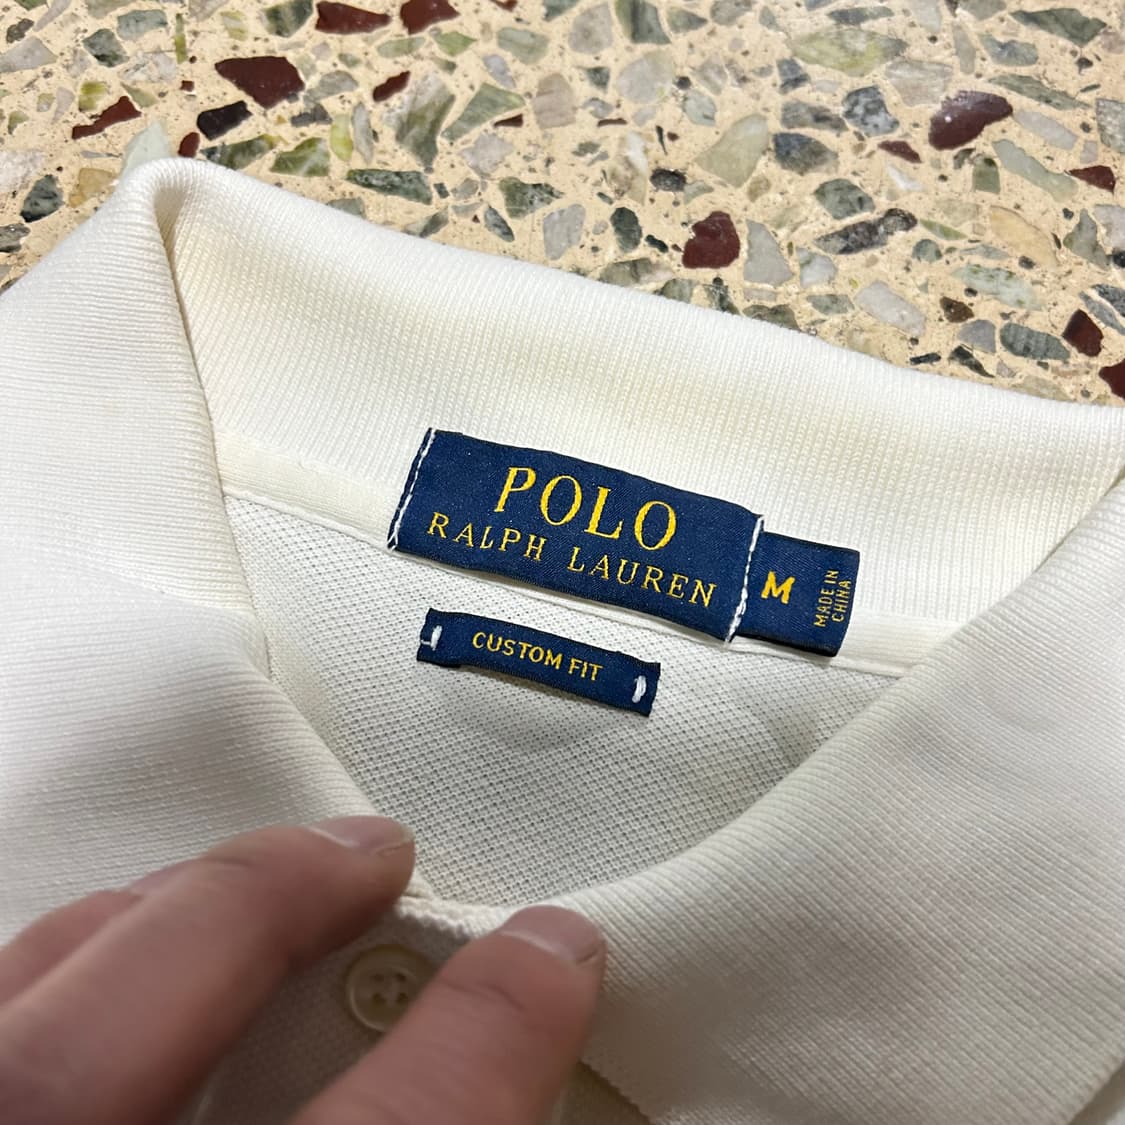 POLO
RALPH LAUREN
M
MADE IN
CHINA
CUSTOM FIT